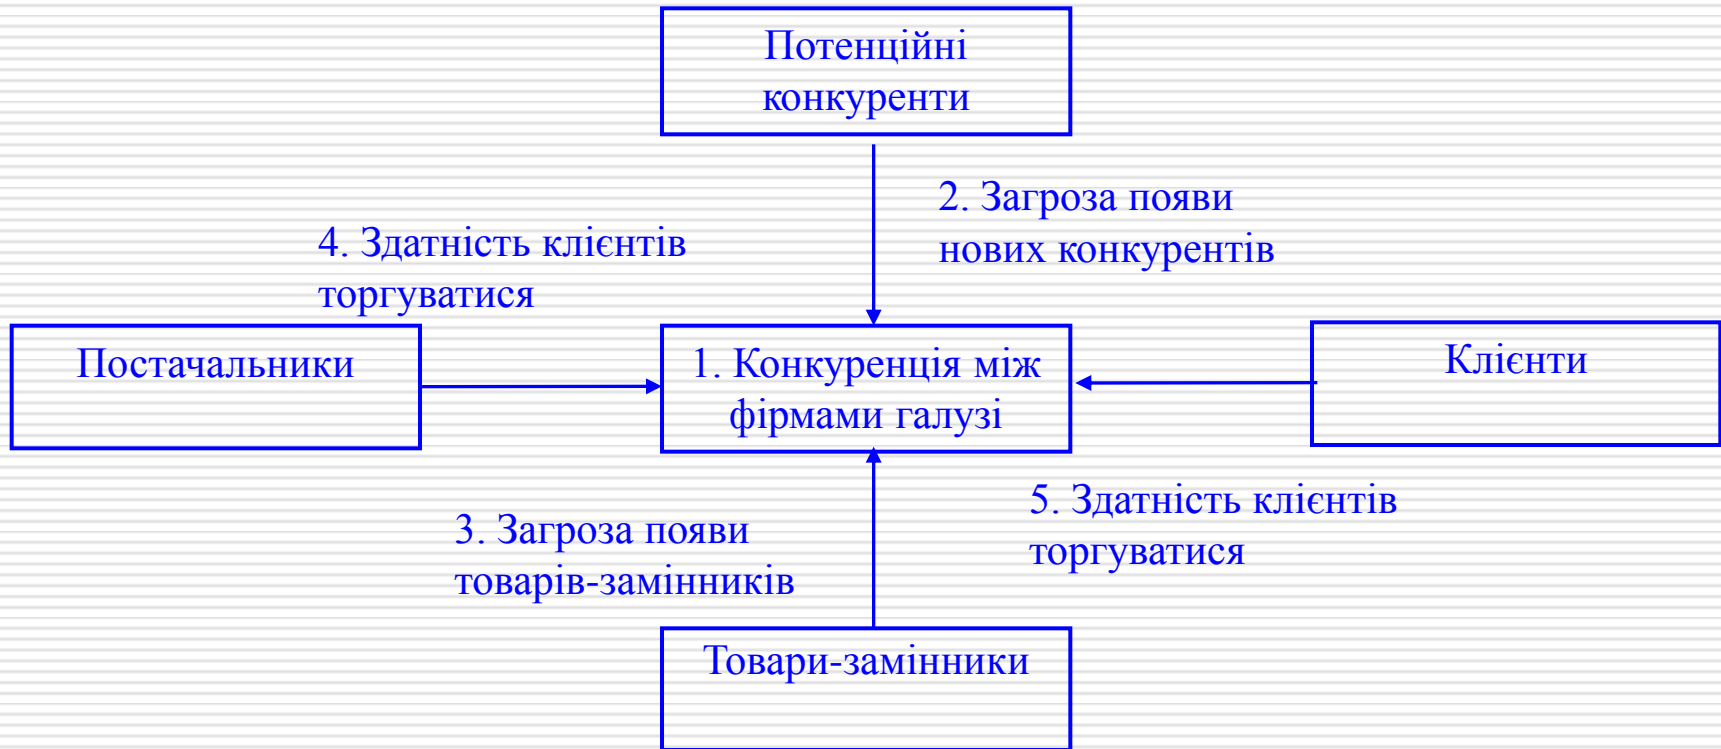 Потенційні
конкуренти
2. Загроза появи
нових конкурентів
4. Здатність клієнтів
торгуватися
Постачальники
1. Конкуренція між
фірмами галузі
Клієнти
5. Здатність клієнтів
торгуватися
3. Загроза появи
товарів-замінників
Товари-замінники